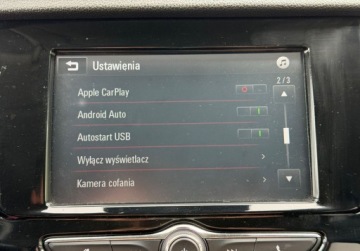 Ustawienia
2/3
Apple CarPlay
Android Auto
Autostart USB
Wyłącz wyświetlacz
Kamera cofania